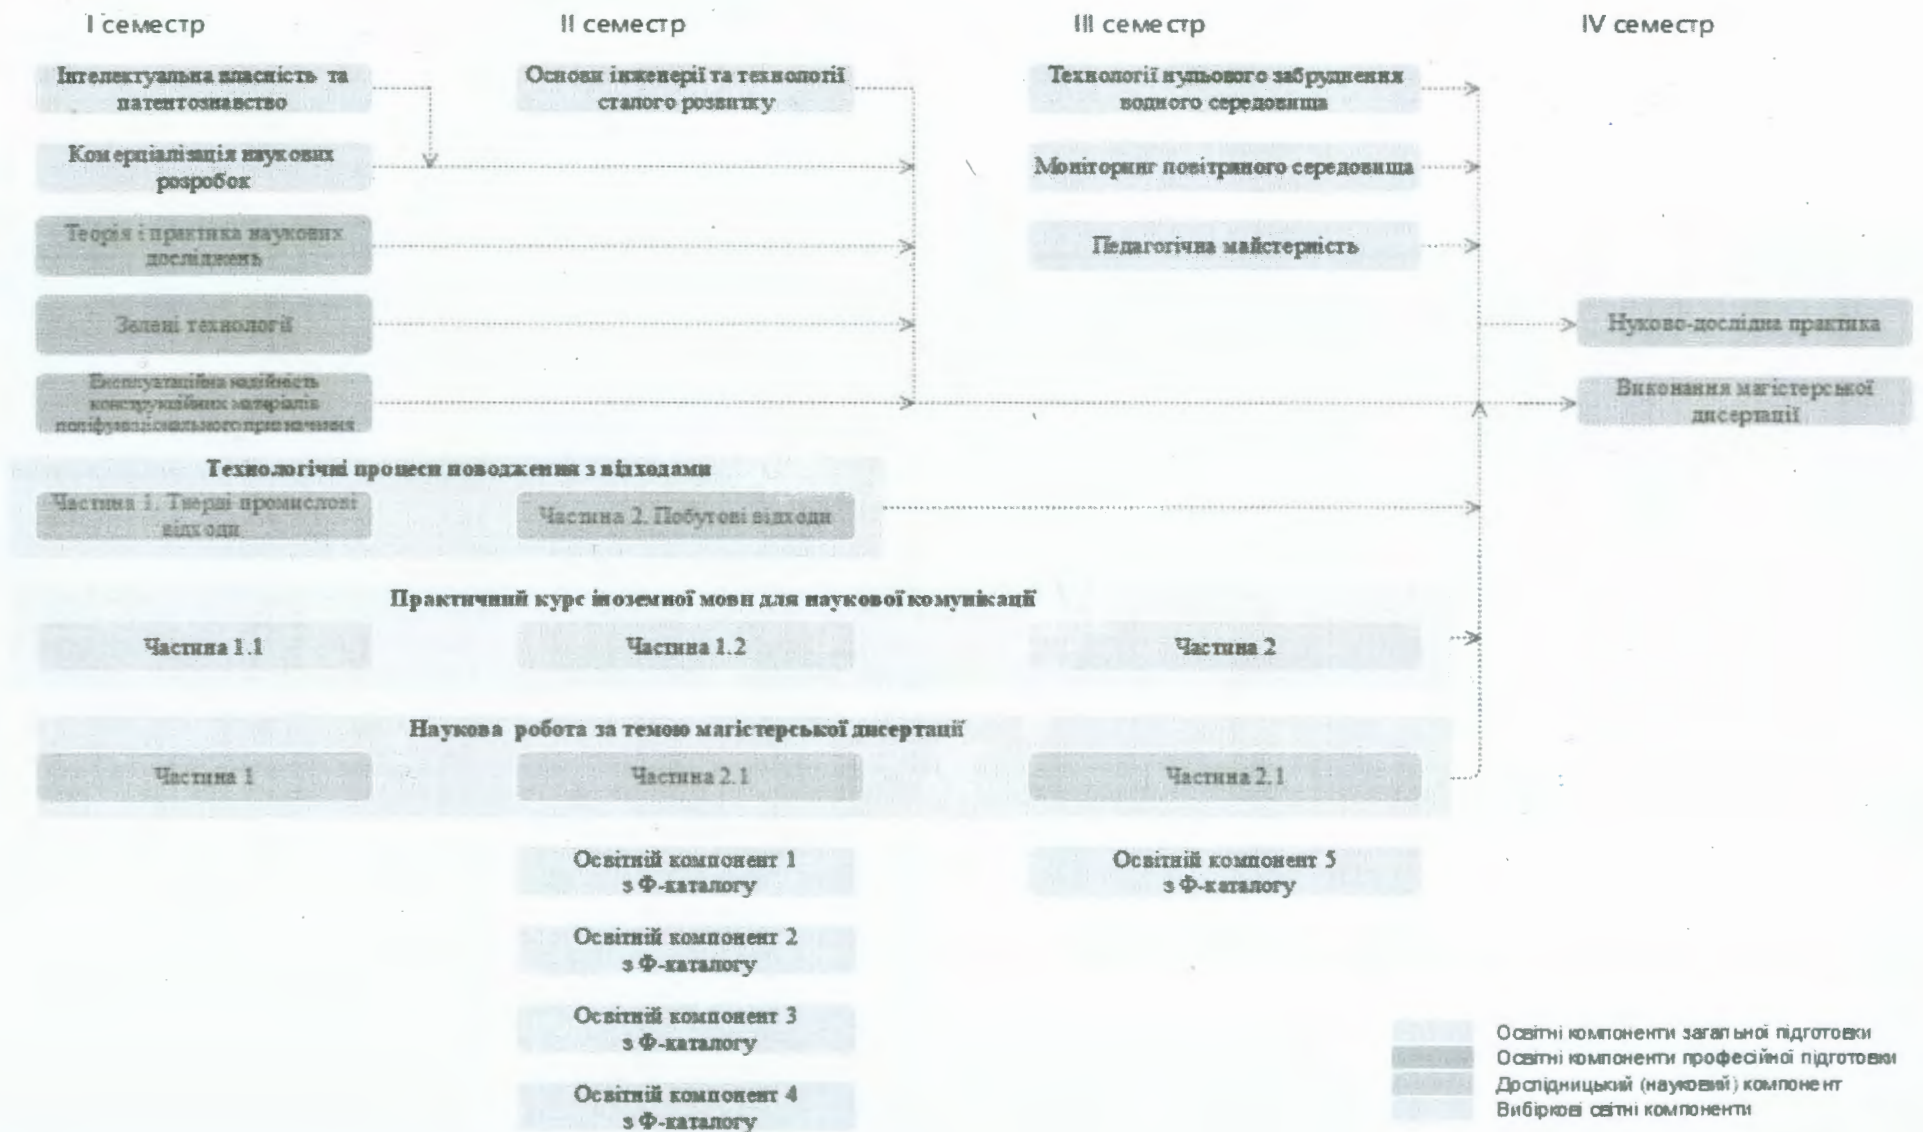 І семестр
ІІ семестр
ІІІ семестр
IV семестр
Інтелектуальна власність та
патентознавство
Основи інженерії та технології
сталого розвитку
Технології нульового забруднення
водного середовища
Комерціалізація наукових
розробок
Моніторинг повітряного середовища
Теорія і практика наукових
досліджень
Педагогічна майстерність
Зелені технології
Нуково-дослідна практика
Експлуатаційна надійність
конструкційних матеріалів
поліфункціонального призначення
Виконання магістерської
дисертації
Технологічні процеси поводження з відходами
Частина 1. Тверді промислові
відходи
Частина 2. Побутові відходи
Практичний курс іноземної мови для наукової комунікації
Частина 1.1
Частина 1.2
Частина 2
Наукова робота за темою магістерської дисертації
Частина 1
Частина 2.1
Частина 2.1
Освітній компонент 1
з Ф-каталогу
Освітній компонент 5
з Ф-каталогу
Освітній компонент 2
з Ф-каталогу
Освітній компонент 3
з Ф-каталогу
Освітній компонент 4
з Ф-каталогу
Освітні компоненти загальної підготовки
Освітні компоненти професійної підготовки
Дослідницький (науковий) компонент
Вибіркові світні компоненти